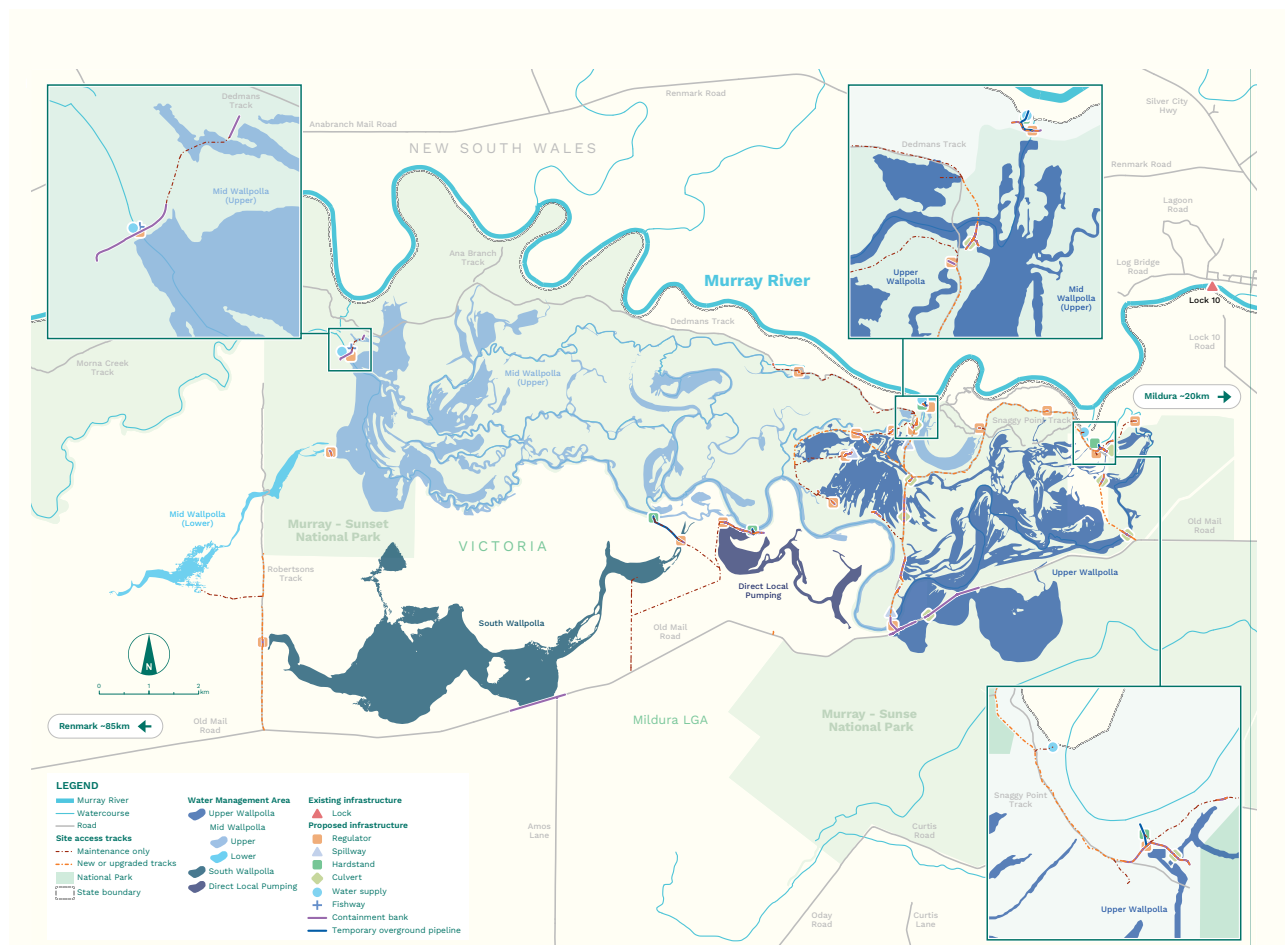 Dedmans
Track
Mid Wallpolla
(Upper)
Anabranch Mail Road
Renmark Road
NEW SOUTH WALES
Dedmans Track
Upper
Wallpolla
Mid
Wallpolla
(Upper)
Silver City
Hwy
Renmark Road
Lagoon
Road
Log Bridge
Road
Lock 10
Lock 10
Road
Ana Branch
Track
Murray River
Dedmans Track
Morna Creek
Track
Mid Wallpolla
(Upper)
Mildura ~20km
Snaggy Point Track
Mid Wallpolla
(Lower)
Murray - Sunset
National Park
VICTORIA
Old Mail
Road
Robertsons
Track
Direct Local
Pumping
Upper Wallpolla
South Wallpolla
Old Mail
Road
N
0 1 2
km
Renmark ~85km
Old Mail
Road
Mildura LGA
Murray - Sunse
National Park
Snaggy Point
Track
Upper Wallpolla
Amos
Lane
Curtis
Road
Oday
Road
Curtis
Lane
LEGEND
Murray River
Watercourse
Road
Site access tracks
Maintenance only
New or upgraded tracks
National Park
State boundary
Water Management Area
Upper Wallpolla
Mid Wallpolla
Upper
Lower
South Wallpolla
Direct Local Pumping
Existing infrastructure
Lock
Proposed infrastructure
Regulator
Spillway
Hardstand
Culvert
Water supply
Fishway
Containment bank
Temporary overground pipeline